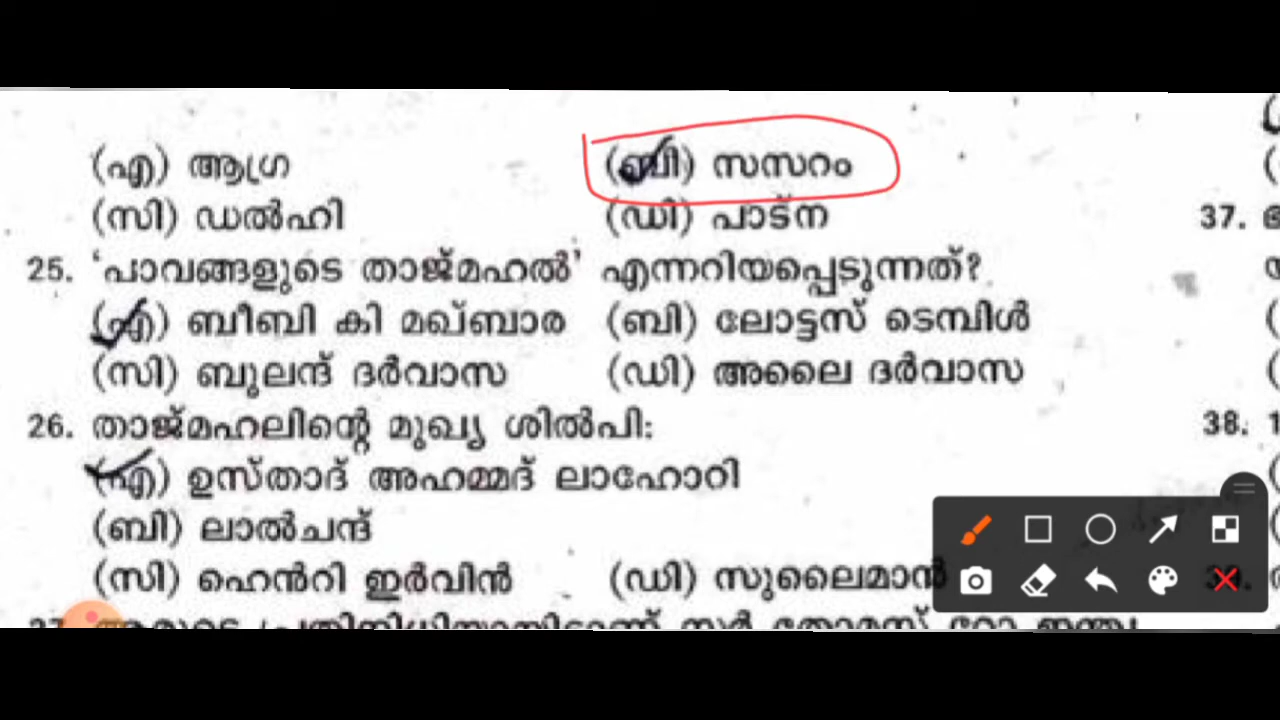 (എ) ആഗ്ര (ബി) സസറം
(സി) ഡൽഹി (ഡി) പാട്ന
25. 'പാവങ്ങളുടെ താജ്മഹൽ' എന്നറിയപ്പെടുന്നത്?
(എ) ബീബി കി മഖ്ബാര (ബി) ലോട്ടസ് ടെമ്പിൾ
(സി) ബുലന്ദ് ദർവാസ (ഡി) അലൈ ദർവാസ
26. താജ്മഹലിന്റെ മുഖ്യ ശിൽപി:
(എ) ഉസ്താദ് അഹമ്മദ് ലാഹോറി
(ബി) ലാൽചന്ദ്
(സി) ഹെൻറി ഇർവിൻ (ഡി) സുലൈമാൻ
37.
38. 1